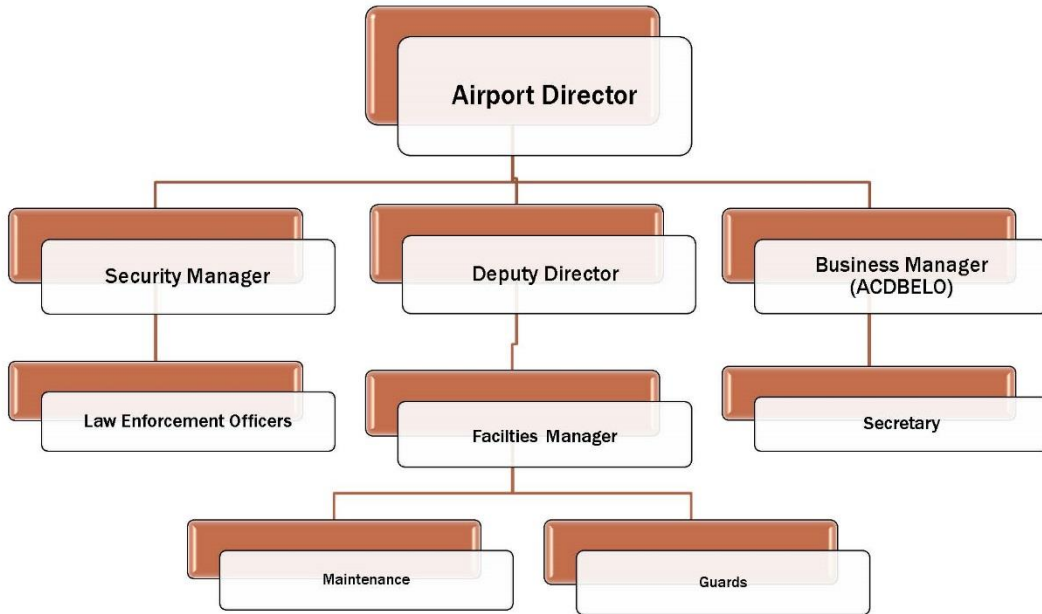 Airport Director
Security Manager
Deputy Director
Business Manager
(ACDBELO)
Law Enforcement Officers
Facilties Manager
Secretary
Maintenance
Guards